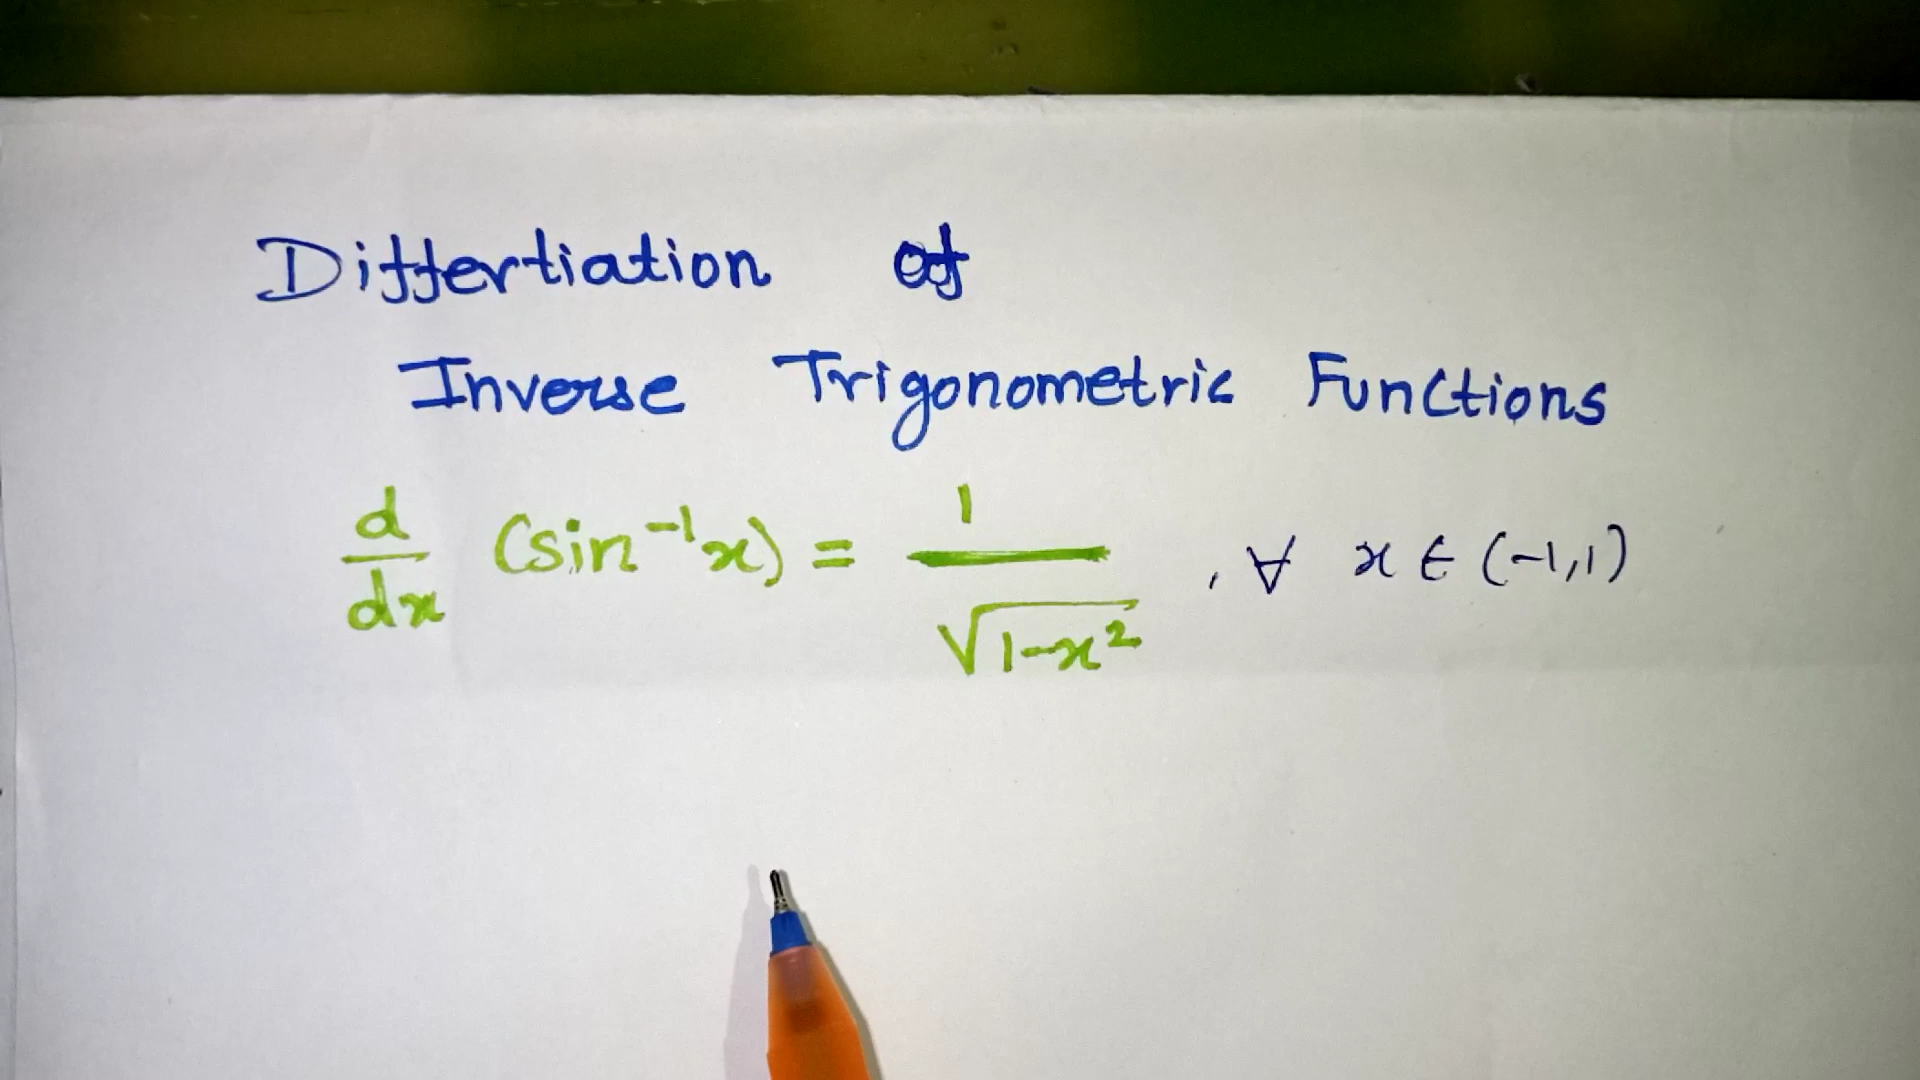 Differtiation of
Inverse Trigonometric Functions
d/dx (sin⁻¹x) = 1/√(1-x²) , ∀ x ∈ (-1,1)